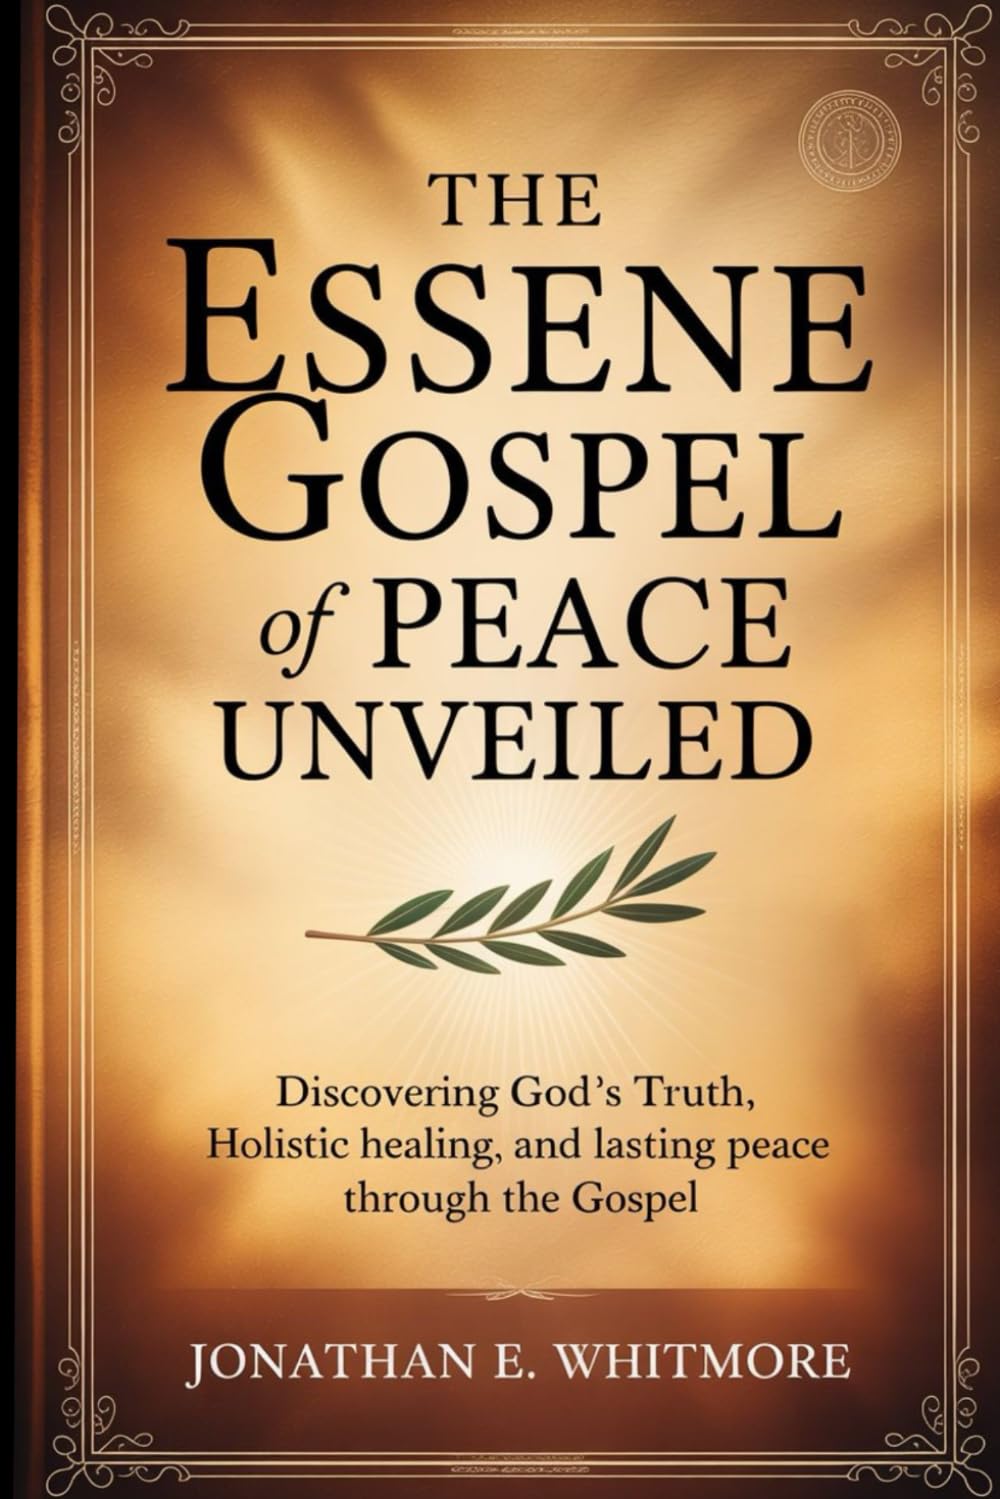 THE
ESSENE
GOSPEL
of PEACE
UNVEILED
Discovering God's Truth,
Holistic healing, and lasting peace
through the Gospel
JONATHAN E. WHITMORE